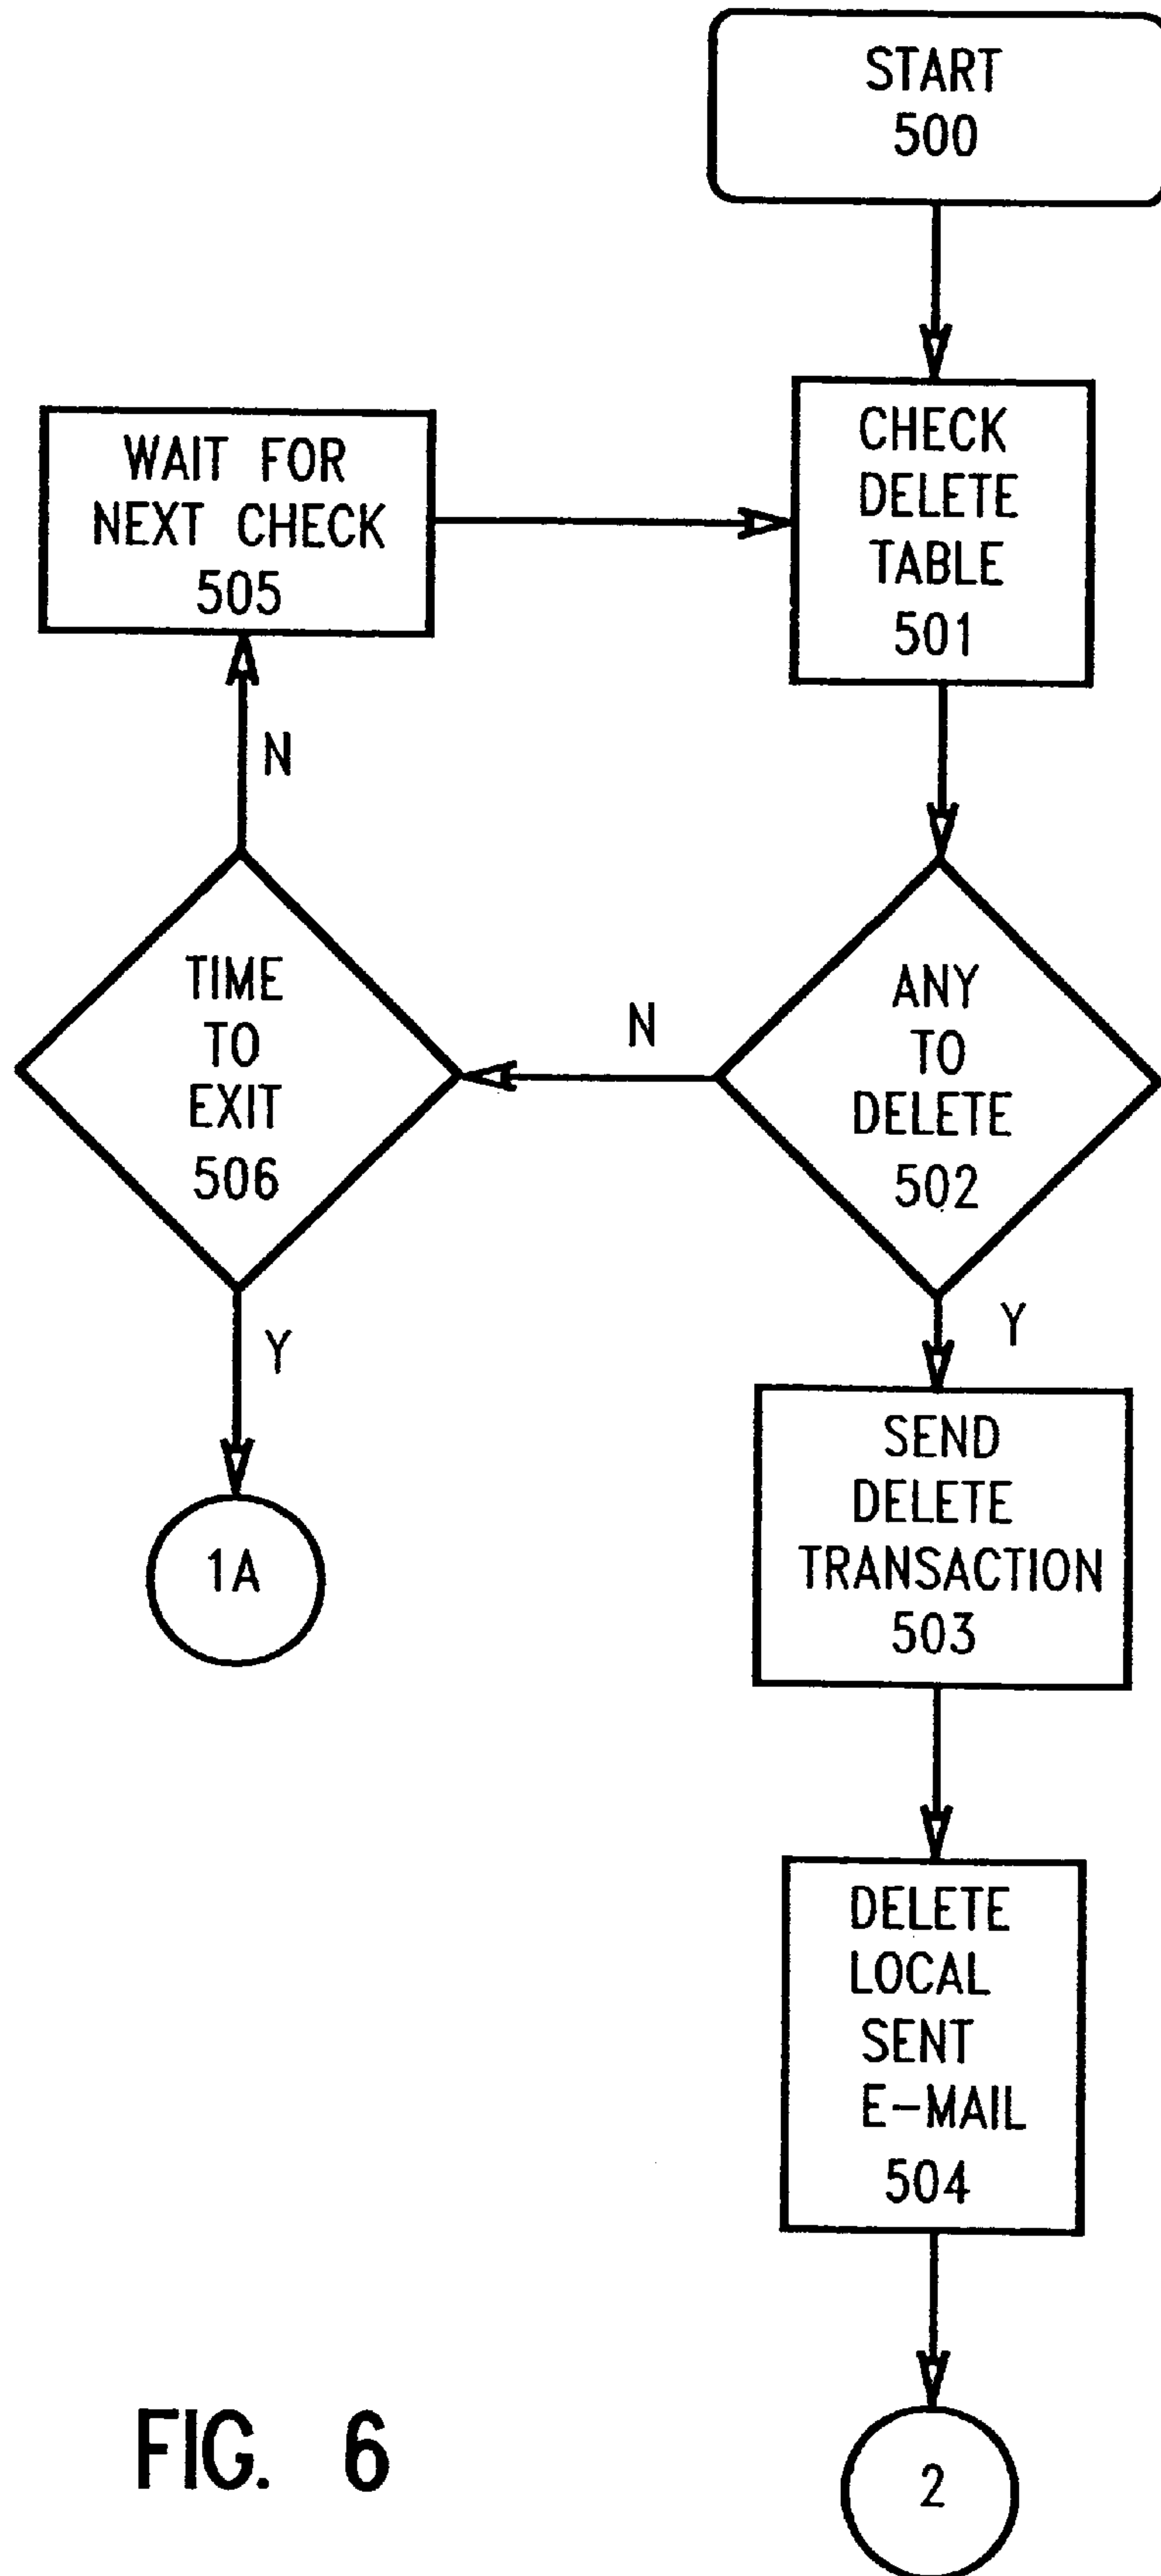 START
500
CHECK
DELETE
TABLE
501
WAIT FOR
NEXT CHECK
505
N
TIME
TO
EXIT
506
N
ANY
TO
DELETE
502
Y
Y
SEND
DELETE
TRANSACTION
503
1A
DELETE
LOCAL
SENT
E-MAIL
504
2
FIG. 6